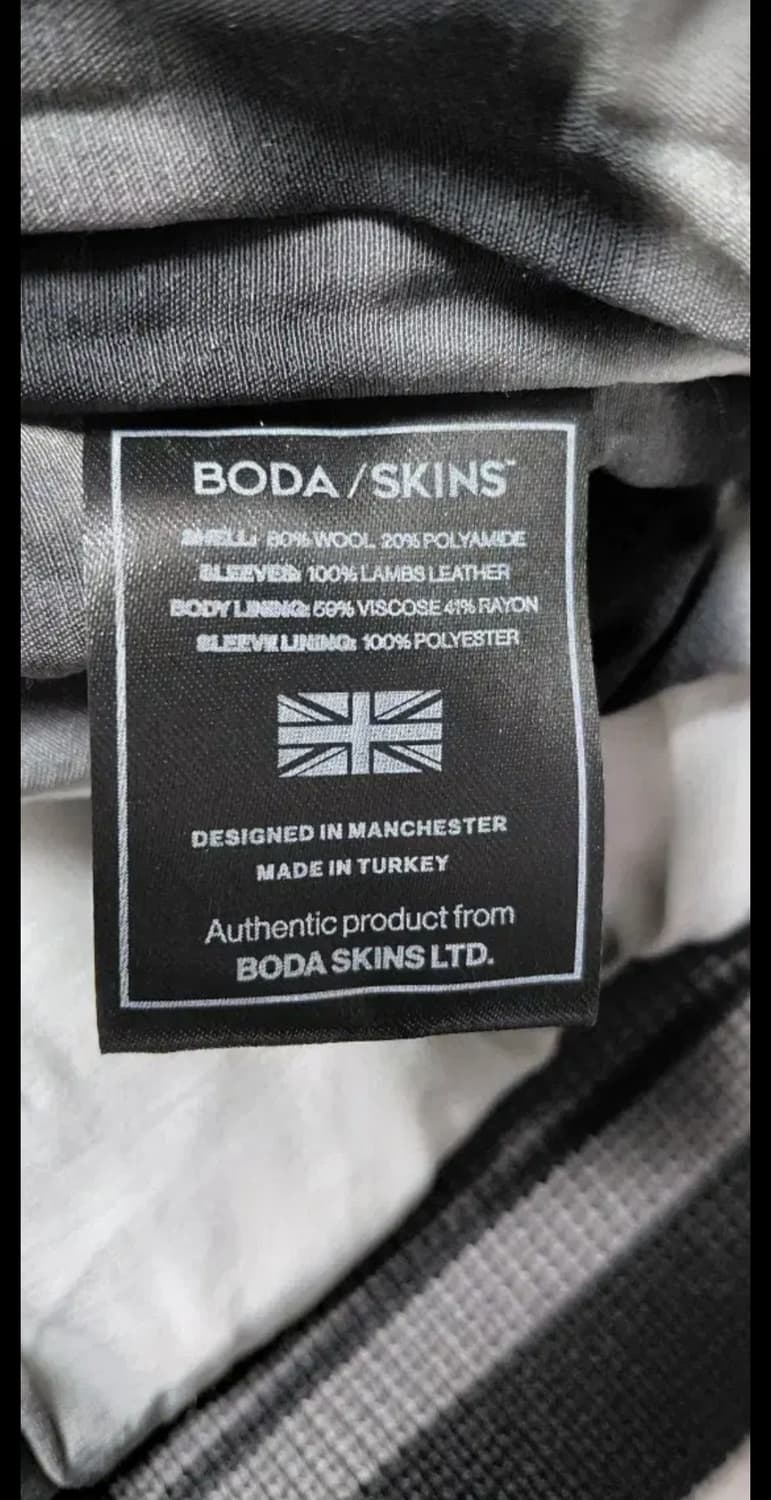 BODA/SKINS™
SHELL: 80% WOOL 20% POLYAMIDE
SLEEVES: 100% LAMBS LEATHER
BODY LINING: 59% VISCOSE 41% RAYON
SLEEVE LINING: 100% POLYESTER
DESIGNED IN MANCHESTER
MADE IN TURKEY
Authentic product from
BODA SKINS LTD.